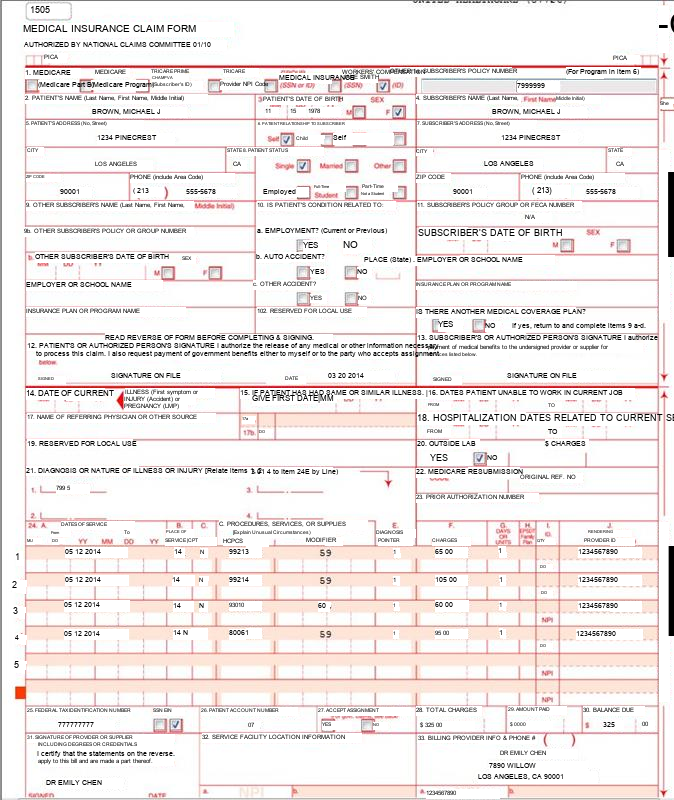 1505
MEDICAL INSURANCE CLAIM FORM
AUTHORIZED BY NATIONAL CLAIMS COMMITTEE 01/10
PICA PICA
1. MEDICARE MEDICARE TRICARE PRIME TRICARE WORKERS' COMPENSATION SUBSCRIBER'S POLICY NUMBER (For Program in Item 6)
CHAMPVA MEDICAL INSURANCE SMITH
(Medicare Part B) (Medicare Program) (Subscriber's ID) Provider NPI Code (SSN or ID) (SSN) (ID) 7999999
2. PATIENT'S NAME (Last Name, First Name, Middle Initial) 3 PATIENT'S DATE OF BIRTH SEX 4. SUBSCRIBER'S NAME (Last Name, First Name Middle Initial)
BROWN, MICHAEL J 11 15 1978 M F BROWN, MICHAEL J
5. PATIENT'S ADDRESS (No, Street) 6. PATIENT RELATIONSHIP TO SUBSCRIBER 7. SUBSCRIBER'S ADDRESS (No, Street)
1234 PINECREST Self Child Self 1234 PINECREST
CITY STATE 8. PATIENT STATUS CITY STATE
LOS ANGELES CA Single Married Other LOS ANGELES CA
ZIP CODE PHONE (include Area Code) ZIP CODE PHONE (include Area Code)
90001 ( 213 ) 555-5678 Employed Full-Time Student Part-Time Not a Student 90001 ( 213) 555-5678
9. OTHER SUBSCRIBER'S NAME (Last Name, First Name, Middle Initial) 10. IS PATIENT'S CONDITION RELATED TO: 11. SUBSCRIBER'S POLICY GROUP OR FECA NUMBER
N/A
9b. OTHER SUBSCRIBER'S POLICY OR GROUP NUMBER a. EMPLOYMENT? (Current or Previous) SUBSCRIBER'S DATE OF BIRTH SEX
YES NO M F
b. OTHER SUBSCRIBER'S DATE OF BIRTH SEX b. AUTO ACCIDENT? PLACE (State) EMPLOYER OR SCHOOL NAME
MM DD YY M F YES NO
EMPLOYER OR SCHOOL NAME c. OTHER ACCIDENT? INSURANCE PLAN OR PROGRAM NAME
YES NO
INSURANCE PLAN OR PROGRAM NAME 102. RESERVED FOR LOCAL USE IS THERE ANOTHER MEDICAL COVERAGE PLAN?
YES NO If yes, return to and complete Items 9 a-d.
READ REVERSE OF FORM BEFORE COMPLETING & SIGNING.
12. PATIENTS OR AUTHORIZED PERSON'S SIGNATURE I authorize the release of any medical or other information necessary
to process this claim. I also request payment of government benefits either to myself or to the party who accepts assignment
below.
13. SUBSCRIBER'S OR AUTHORIZED PERSON'S SIGNATURE I authorize
payment of medical benefits to the undersigned provider or supplier for
services listed below.
SIGNED SIGNATURE ON FILE DATE 03 20 2014 SIGNED SIGNATURE ON FILE
14. DATE OF CURRENT ILLNESS (First symptom or
INJURY (Accident) or
PREGNANCY (LMP)
15. IF PATIENT HAS HAD SAME OR SIMILAR ILLNESS.
GIVE FIRST DATE MM
16. DATES PATIENT UNABLE TO WORK IN CURRENT JOB
FROM TO
17. NAME OF REFERRING PHYSICIAN OR OTHER SOURCE 17a 18. HOSPITALIZATION DATES RELATED TO CURRENT SE
17b. DO FROM TO
19. RESERVED FOR LOCAL USE 20. OUTSIDE LAB $ CHARGES
YES NO
21. DIAGNOSIS OR NATURE OF ILLNESS OR INJURY [Relate Items 1 4 to Item 24E by Line) 22. MEDICARE RESUBMISSION
CODE ORIGINAL REF. NO
1. 799 5 3.
23. PRIOR AUTHORIZATION NUMBER
2. 4.
24. A. DATES OF SERVICE B. C. C. PROCEDURES, SERVICES, OR SUPPLIES E. F. G. H. I. J.
From To PLACE OF [Explain Unusual Circumstances) DIAGNOSIS DAYS OR UNITS EPSDT Family Plan ID. RENDERING
DD YY MM DD YY SERVICE CPT HCPCS MODIFIER POINTER CHARGES PROVIDER ID
1 05 12 2014 14 N 99213 59 1 65 00 1 1234567890
DO
2 05 12 2014 14 N 99214 59 1 105 00 1 1234567890
DO
3 05 12 2014 14 N 93010 60 1 60 00 1 1234567890
NPI
4 05 12 2014 14 N 80061 59 1 95 00 1 1234567890
DO
5
NPI
NPI
25. FEDERAL TAX IDENTIFICATION NUMBER SSN EIN 26. PATIENT ACCOUNT NUMBER 27. ACCEPT ASSIGNMENT 28. TOTAL CHARGES 29. AMOUNT PAID 30. BALANCE DUE
777777777 07 YES NO $ 325 00 $ 0000 $ 325 00
31. SIGNATURE OF PROVIDER OR SUPPLIER
INCLUDING DEGREES OR CREDENTIALS
I certify that the statements on the reverse.
apply to this bill and are made a part thereof.
DR EMILY CHEN
SIGNED DATE
32. SERVICE FACILITY LOCATION INFORMATION
a. NPI b.
33. BILLING PROVIDER INFO & PHONE # ( )
DR EMILY CHEN
7890 WILLOW
LOS ANGELES, CA 90001
a. 1234567890 b.